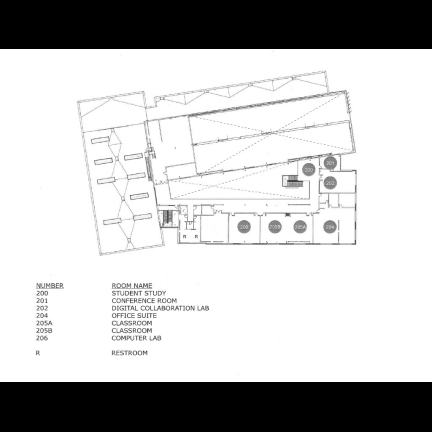 201
200
202
206
205B
205A
204
R R
NUMBER ROOM NAME
200 STUDENT STUDY
201 CONFERENCE ROOM
202 DIGITAL COLLABORATION LAB
204 OFFICE SUITE
205A CLASSROOM
205B CLASSROOM
206 COMPUTER LAB
R RESTROOM